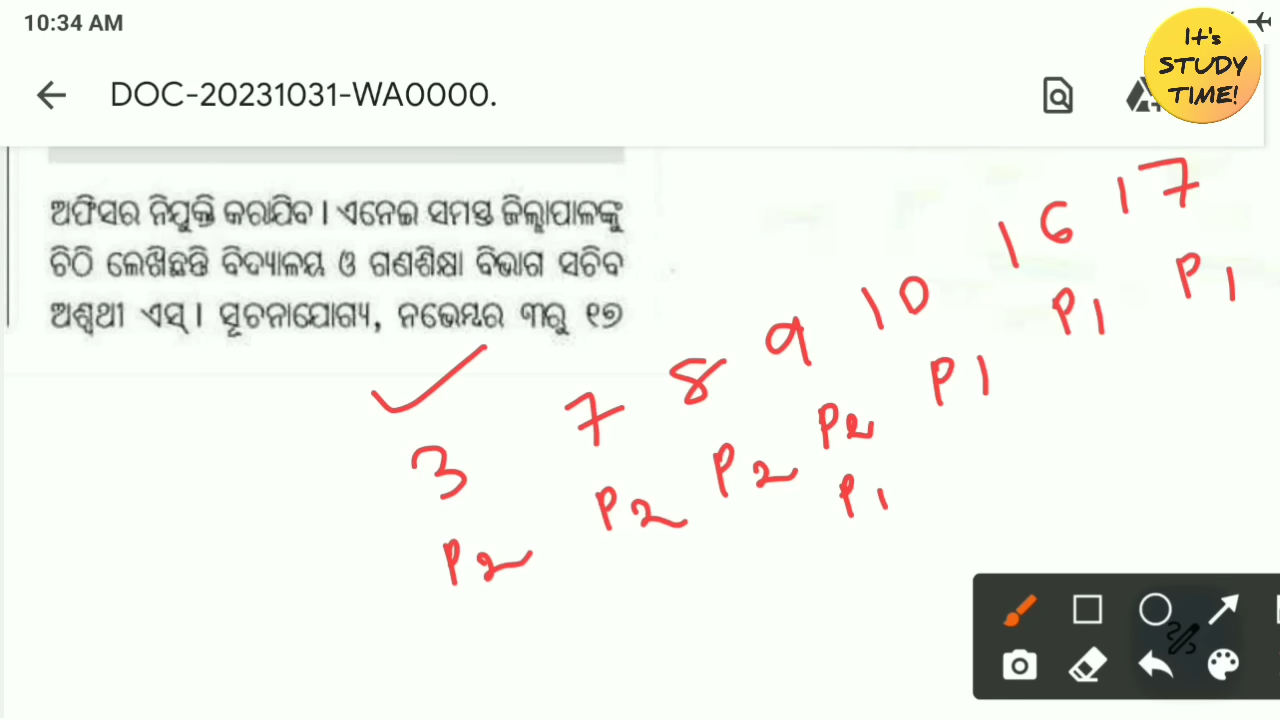 10:34 AM
It's
STUDY
TIME!
DOC-20231031-WA0000.
ଅଫିସର ନିଯୁକ୍ତି କରାଯିବ । ଏନେଇ ସମସ୍ତ ଜିଲ୍ଲାପାଳଙ୍କୁ
ଚିଠି ଲେଖିଛନ୍ତି ବିଦ୍ୟାଳୟ ଓ ଗଣଶିକ୍ଷା ବିଭାଗ ସଚିବ
ଅଶ୍ୱଥୀ ଏସ୍ । ସୂଚନାଯୋଗ୍ୟ, ନଭେମ୍ବର ୩ରୁ ୧୭
3 7 8 9 10 16 17
P2 P2 P2 P2 P1 P1 P1
P1